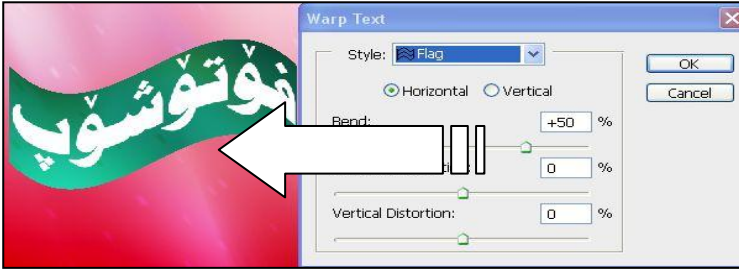 فۆتۆشۆپ
Warp Text
Style: Flag
Horizontal Vertical
Bend: +50 %
0 %
Vertical Distortion: 0 %
OK
Cancel